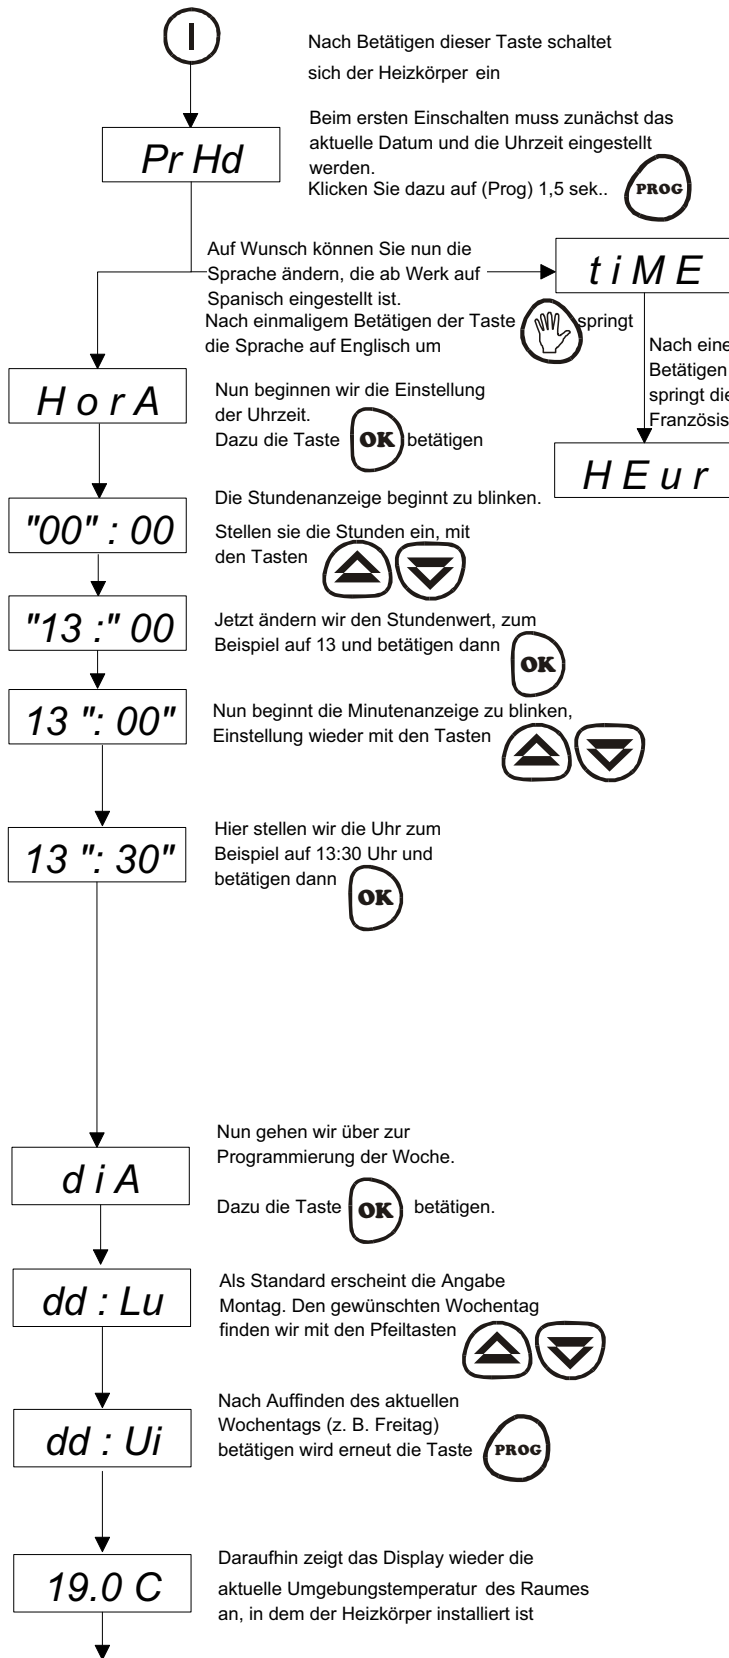 I
Nach Betätigen dieser Taste schaltet
sich der Heizkörper ein
Pr Hd
Beim ersten Einschalten muss zunächst das
aktuelle Datum und die Uhrzeit eingestellt
werden.
Klicken Sie dazu auf (Prog) 1,5 sek.. PROG
Auf Wunsch können Sie nun die
Sprache ändern, die ab Werk auf
Spanisch eingestellt ist.
Nach einmaligem Betätigen der Taste springt
die Sprache auf Englisch um
t i M E
Nach eine
Betätigen
springt die
Französis
H E u r
H o r A
Nun beginnen wir die Einstellung
der Uhrzeit.
Dazu die Taste OK betätigen
"00" : 00
Die Stundenanzeige beginnt zu blinken.
Stellen sie die Stunden ein, mit
den Tasten
"13 :" 00
Jetzt ändern wir den Stundenwert, zum
Beispiel auf 13 und betätigen dann OK
13 ": 00"
Nun beginnt die Minutenanzeige zu blinken,
Einstellung wieder mit den Tasten
13 ": 30"
Hier stellen wir die Uhr zum
Beispiel auf 13:30 Uhr und
betätigen dann OK
d i A
Nun gehen wir über zur
Programmierung der Woche.
Dazu die Taste OK betätigen.
dd : Lu
Als Standard erscheint die Angabe
Montag. Den gewünschten Wochentag
finden wir mit den Pfeiltasten
dd : Ui
Nach Auffinden des aktuellen
Wochentags (z. B. Freitag)
betätigen wird erneut die Taste PROG
19.0 C
Daraufhin zeigt das Display wieder die
aktuelle Umgebungstemperatur des Raumes
an, in dem der Heizkörper installiert ist